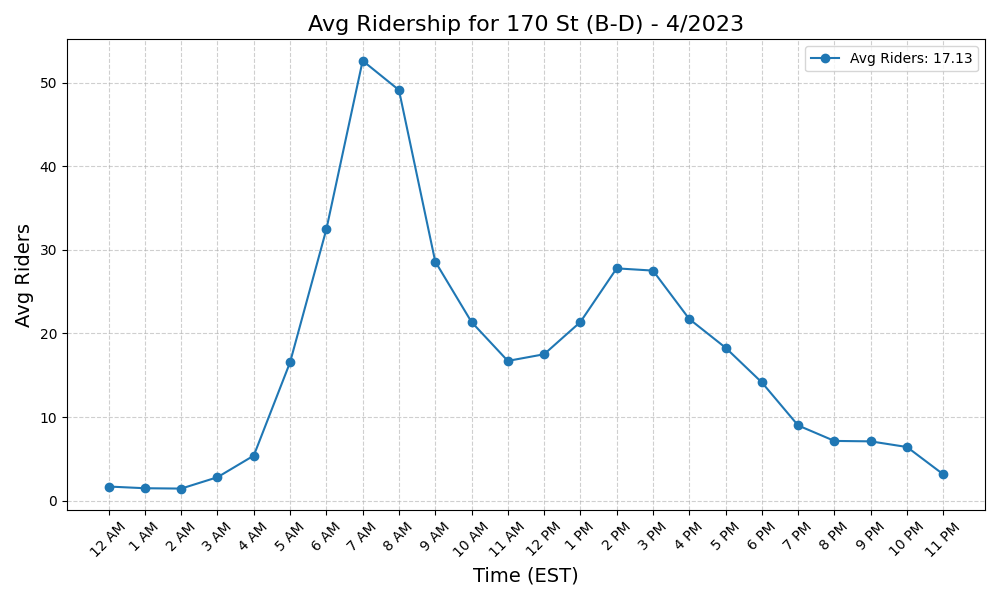 Avg Ridership for 170 St (B-D) - 4/2023
Avg Riders: 17.13
Avg Riders
50
40
30
20
10
0
12 AM
1 AM
2 AM
3 AM
4 AM
5 AM
6 AM
7 AM
8 AM
9 AM
10 AM
11 AM
12 PM
1 PM
2 PM
3 PM
4 PM
5 PM
6 PM
7 PM
8 PM
9 PM
10 PM
11 PM
Time (EST)